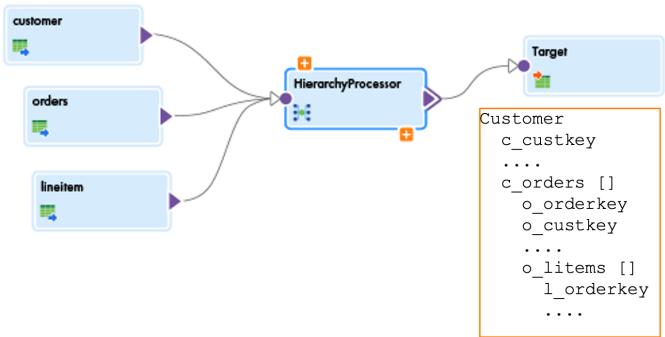 customer
orders
lineitem
HierarchyProcessor
Target
Customer
c_custkey
....
c_orders []
o_orderkey
o_custkey
....
o_litems []
l_orderkey
....